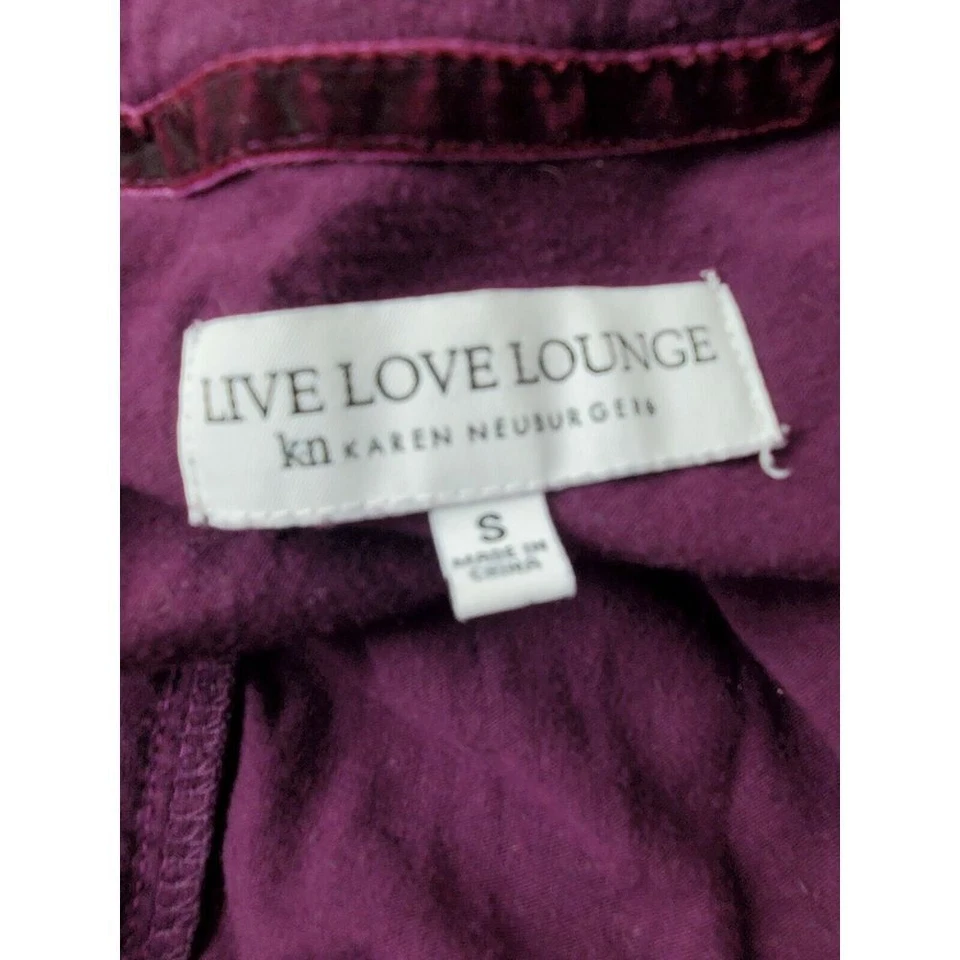 LIVE LOVE LOUNGE
kn KAREN NEUBURGER
S
MADE IN
CHINA